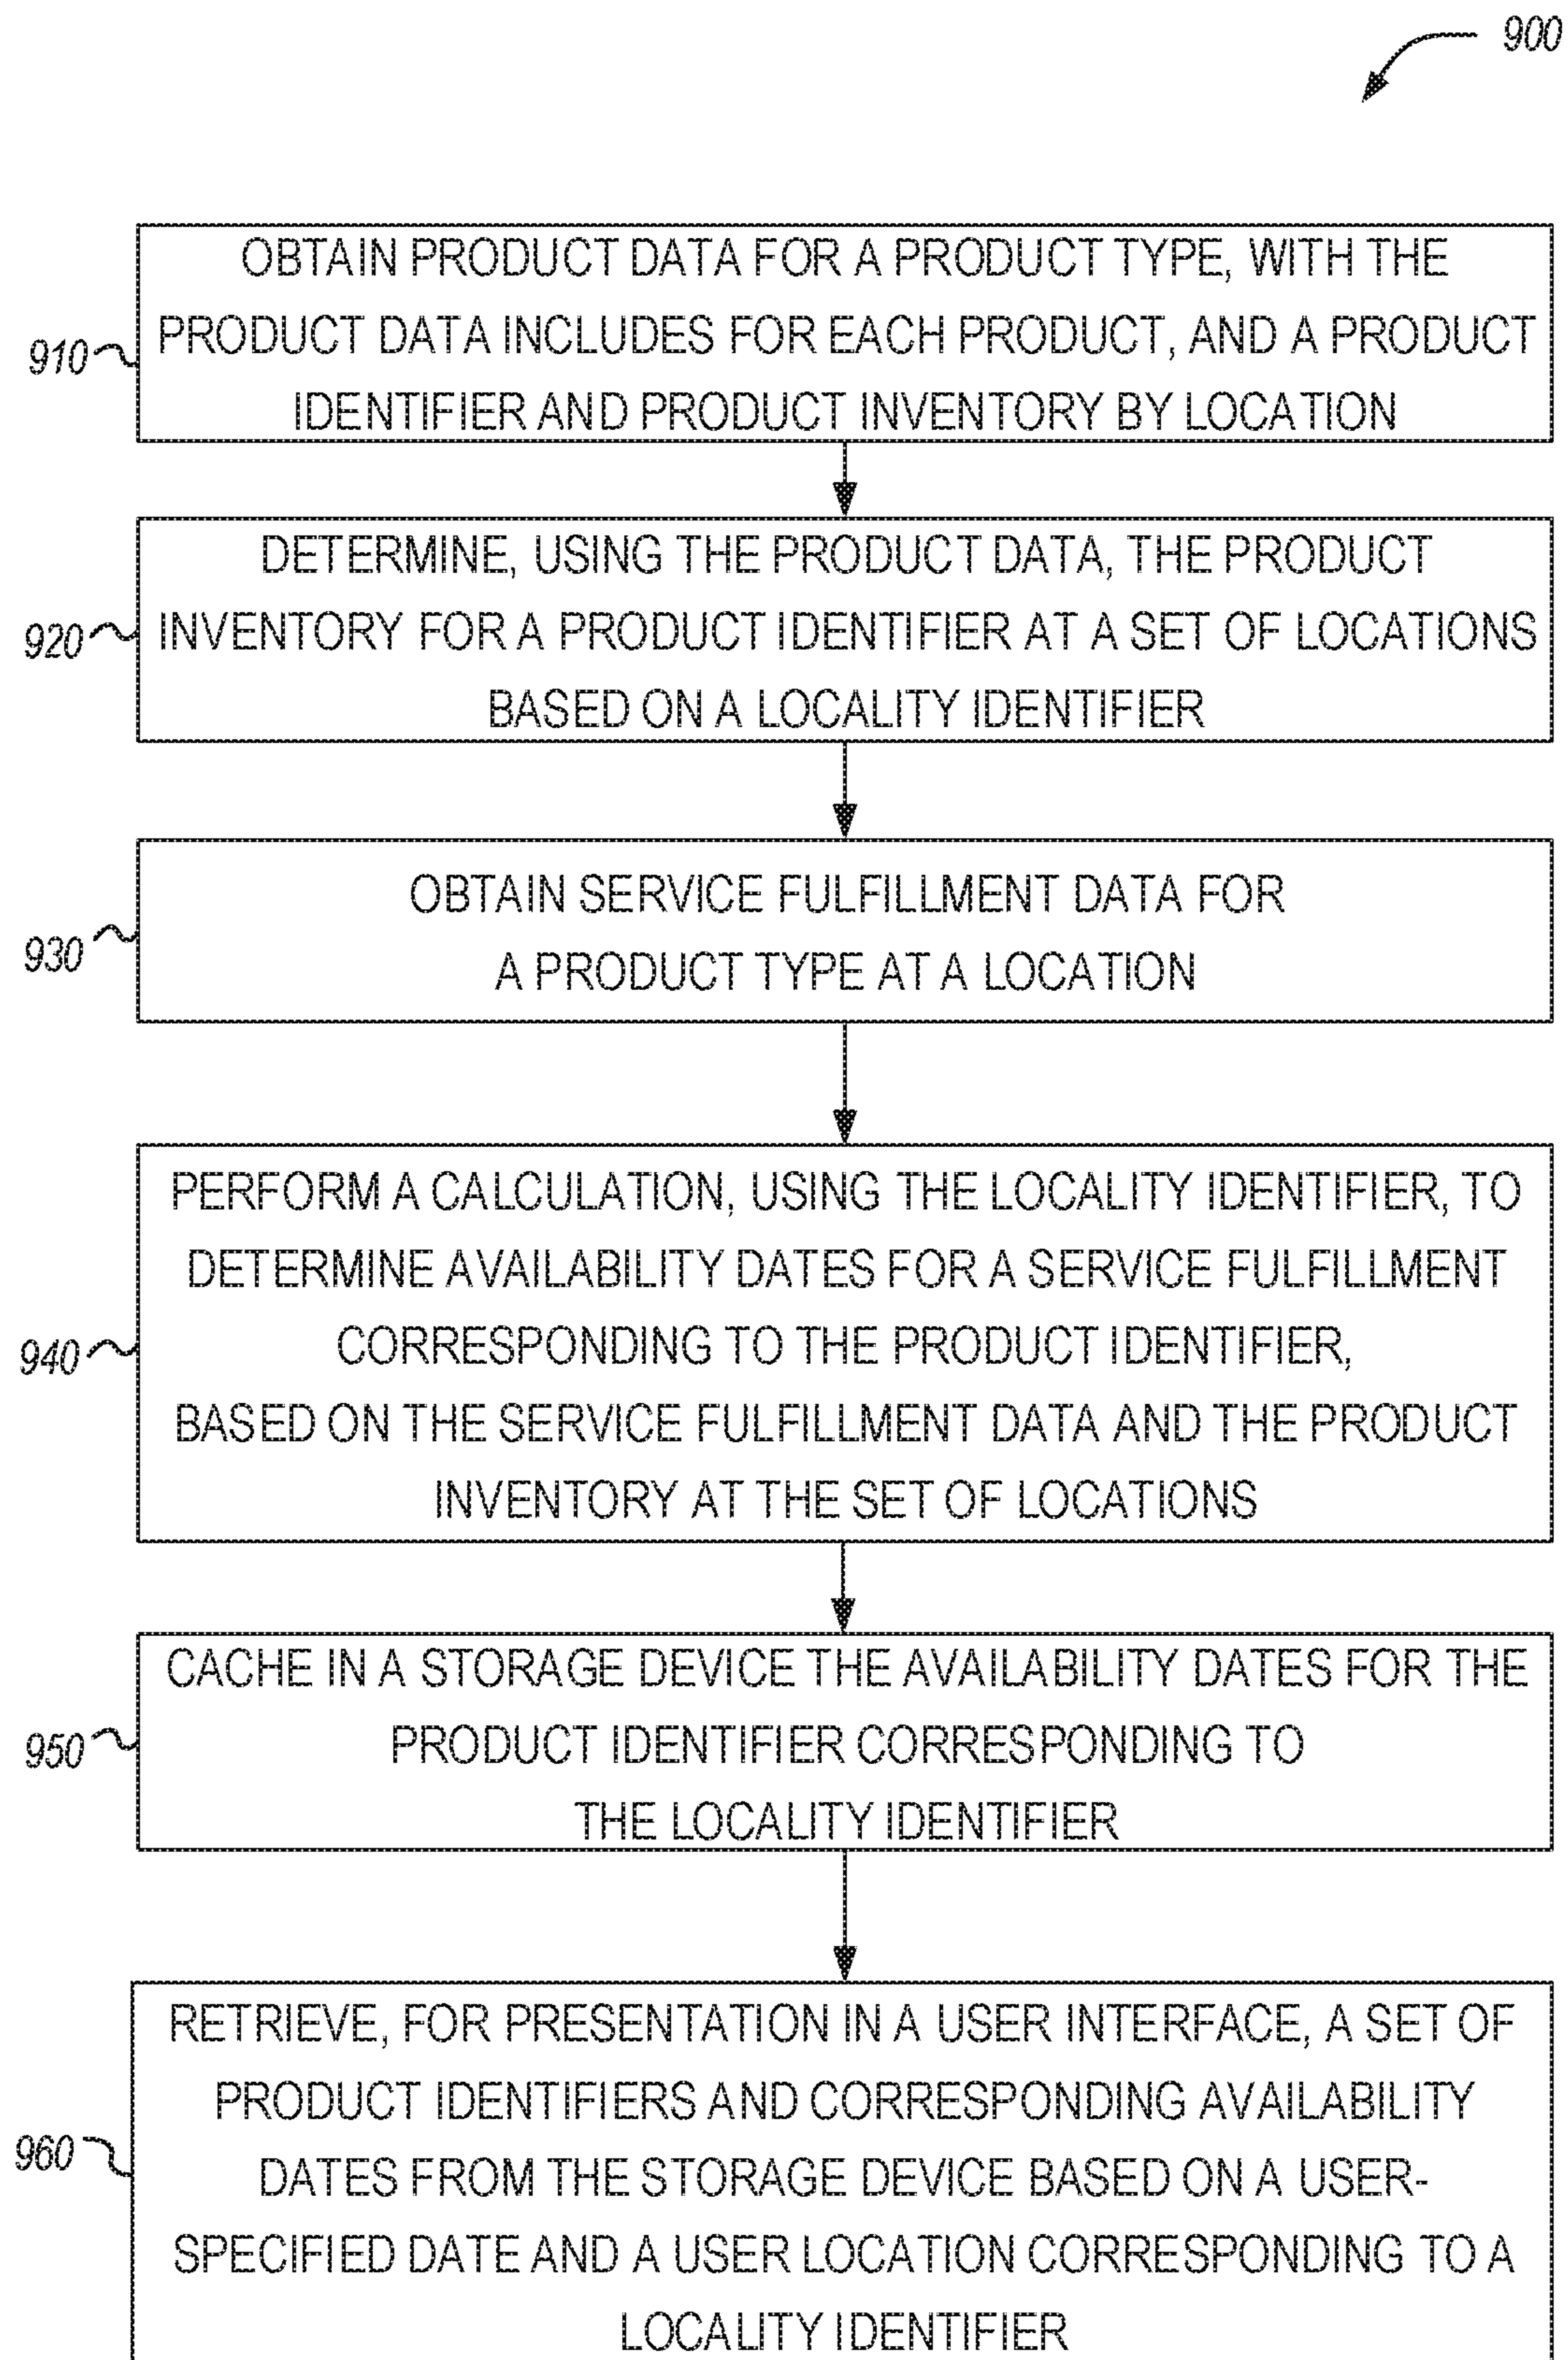 900
OBTAIN PRODUCT DATA FOR A PRODUCT TYPE, WITH THE
PRODUCT DATA INCLUDES FOR EACH PRODUCT, AND A PRODUCT
IDENTIFIER AND PRODUCT INVENTORY BY LOCATION
910
DETERMINE, USING THE PRODUCT DATA, THE PRODUCT
INVENTORY FOR A PRODUCT IDENTIFIER AT A SET OF LOCATIONS
BASED ON A LOCALITY IDENTIFIER
920
OBTAIN SERVICE FULFILLMENT DATA FOR
A PRODUCT TYPE AT A LOCATION
930
PERFORM A CALCULATION, USING THE LOCALITY IDENTIFIER, TO
DETERMINE AVAILABILITY DATES FOR A SERVICE FULFILLMENT
CORRESPONDING TO THE PRODUCT IDENTIFIER,
BASED ON THE SERVICE FULFILLMENT DATA AND THE PRODUCT
INVENTORY AT THE SET OF LOCATIONS
940
CACHE IN A STORAGE DEVICE THE AVAILABILITY DATES FOR THE
PRODUCT IDENTIFIER CORRESPONDING TO
THE LOCALITY IDENTIFIER
950
RETRIEVE, FOR PRESENTATION IN A USER INTERFACE, A SET OF
PRODUCT IDENTIFIERS AND CORRESPONDING AVAILABILITY
DATES FROM THE STORAGE DEVICE BASED ON A USER-
SPECIFIED DATE AND A USER LOCATION CORRESPONDING TO A
LOCALITY IDENTIFIER
960